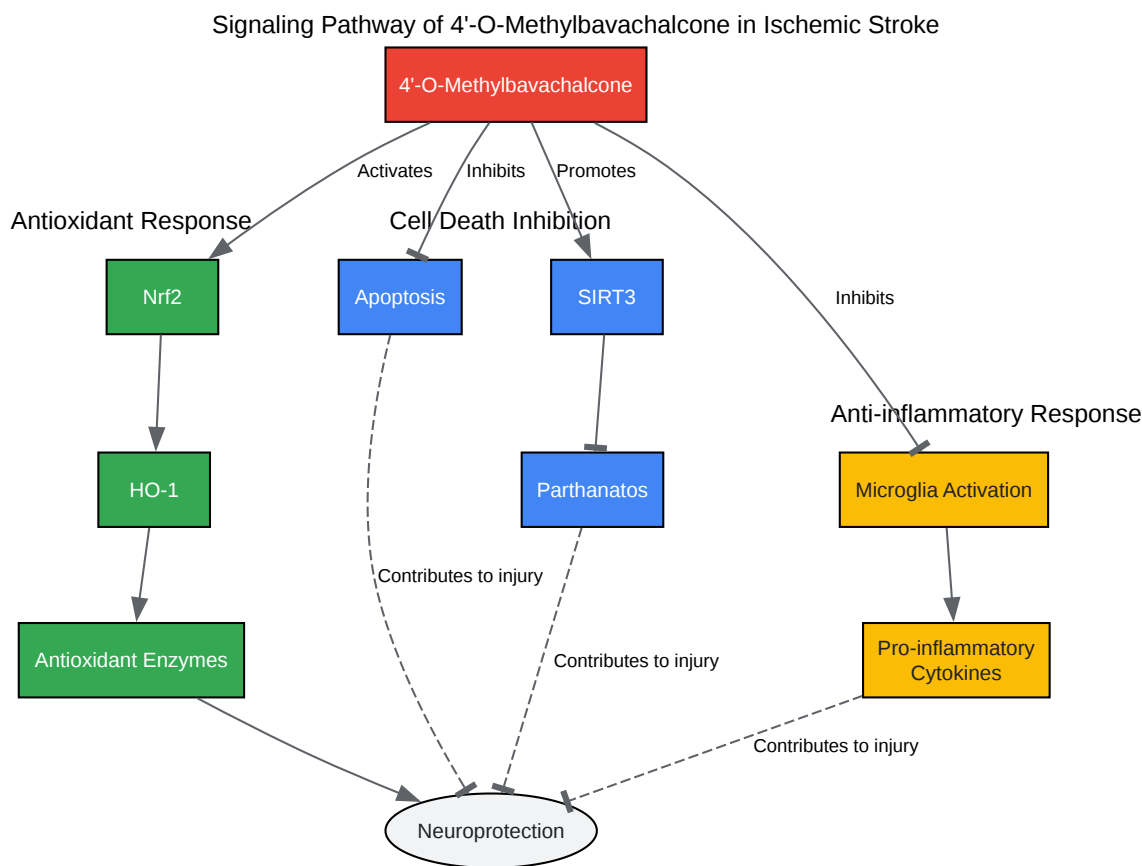 Signaling Pathway of 4'-O-Methylbavachalcone in Ischemic Stroke
4'-O-Methylbavachalcone
Activates
Inhibits
Promotes
Antioxidant Response
Cell Death Inhibition
Nrf2
Apoptosis
SIRT3
Inhibits
Anti-inflammatory Response
HO-1
Parthanatos
Microglia Activation
Contributes to injury
Antioxidant Enzymes
Contributes to injury
Pro-inflammatory
Cytokines
Contributes to injury
Neuroprotection